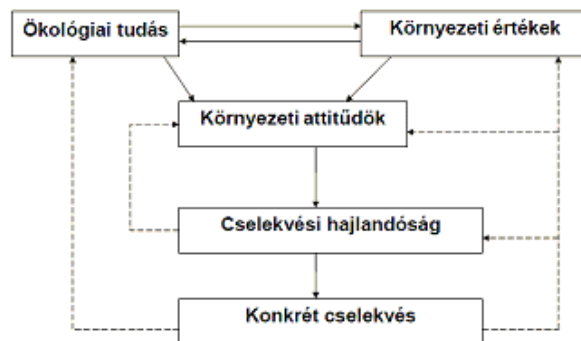 Ökológiai tudás
Környezeti értékek
Környezeti attitűdök
Cselekvési hajlandóság
Konkrét cselekvés